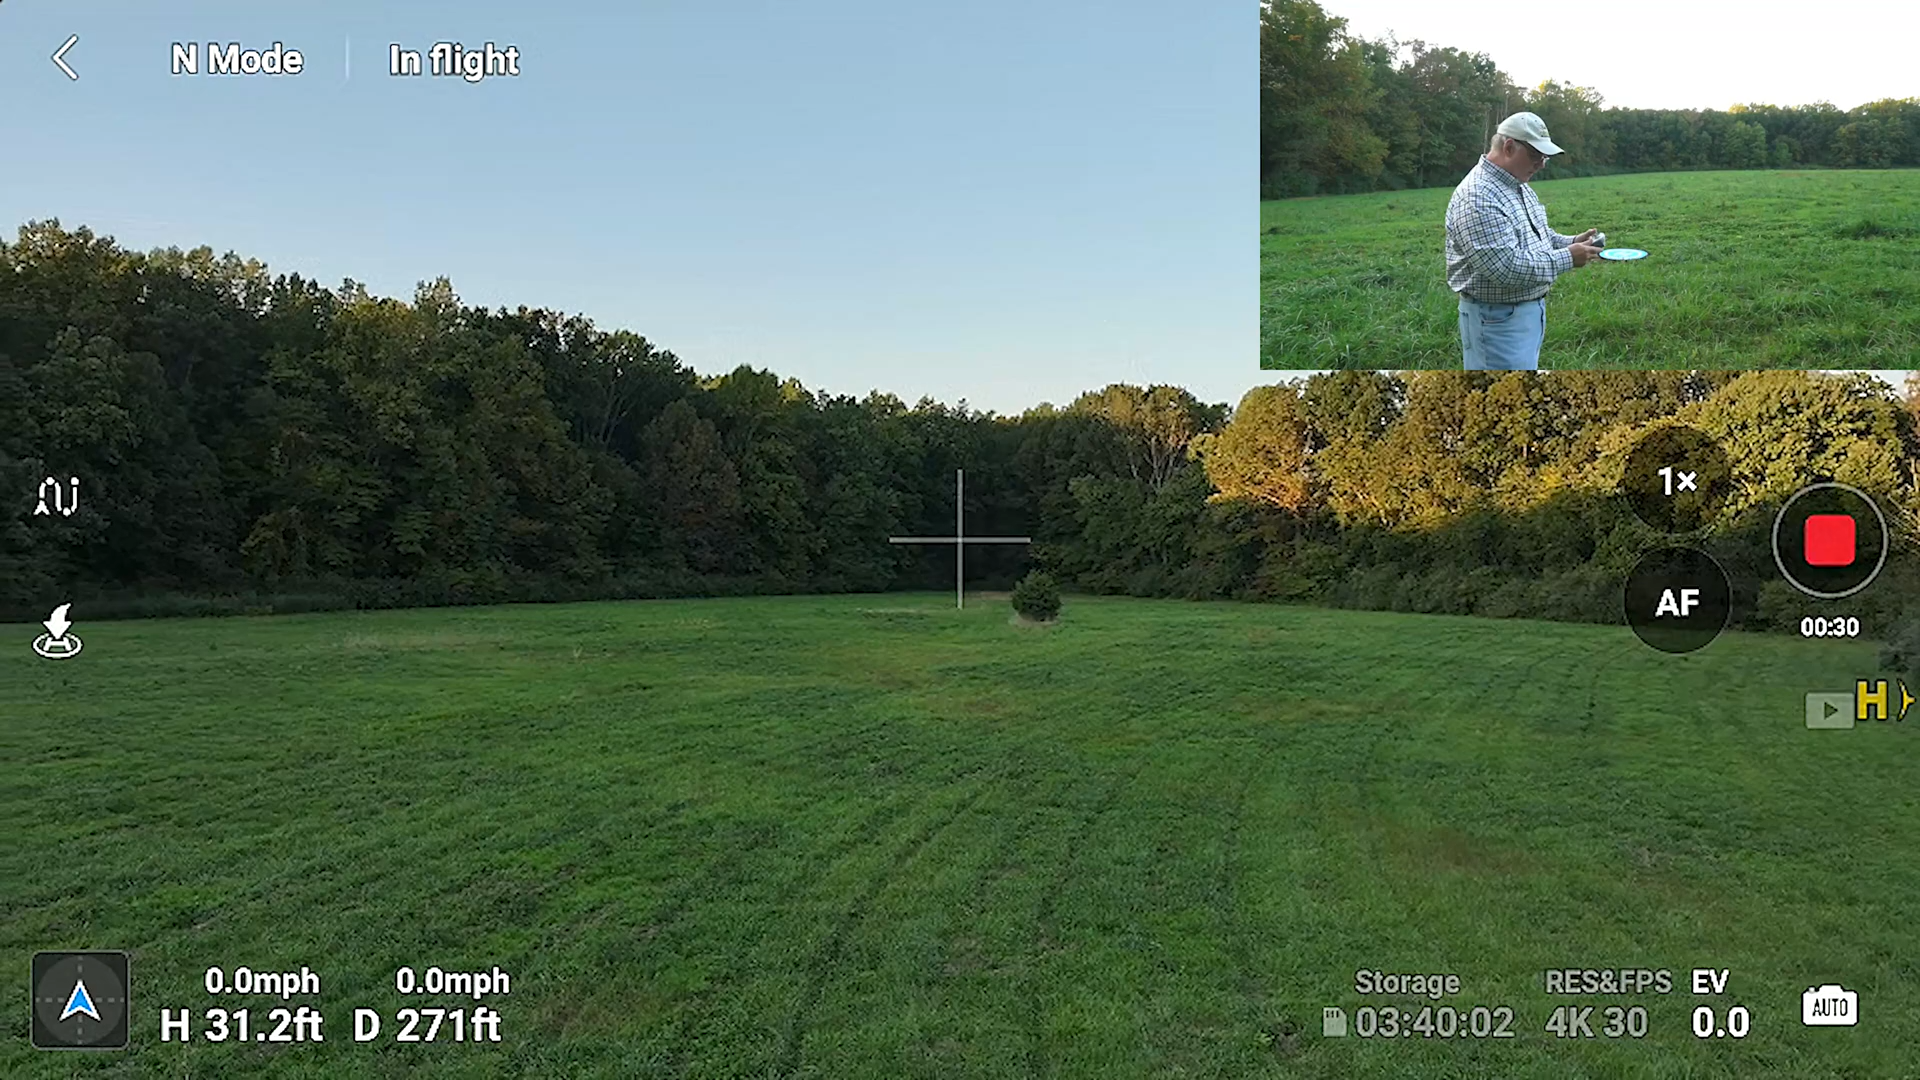 N Mode
In flight
1×
AF
00:30
H
0.0mph
0.0mph
H 31.2ft
D 271ft
Storage
03:40:02
RES&FPS
4K 30
EV
0.0
AUTO